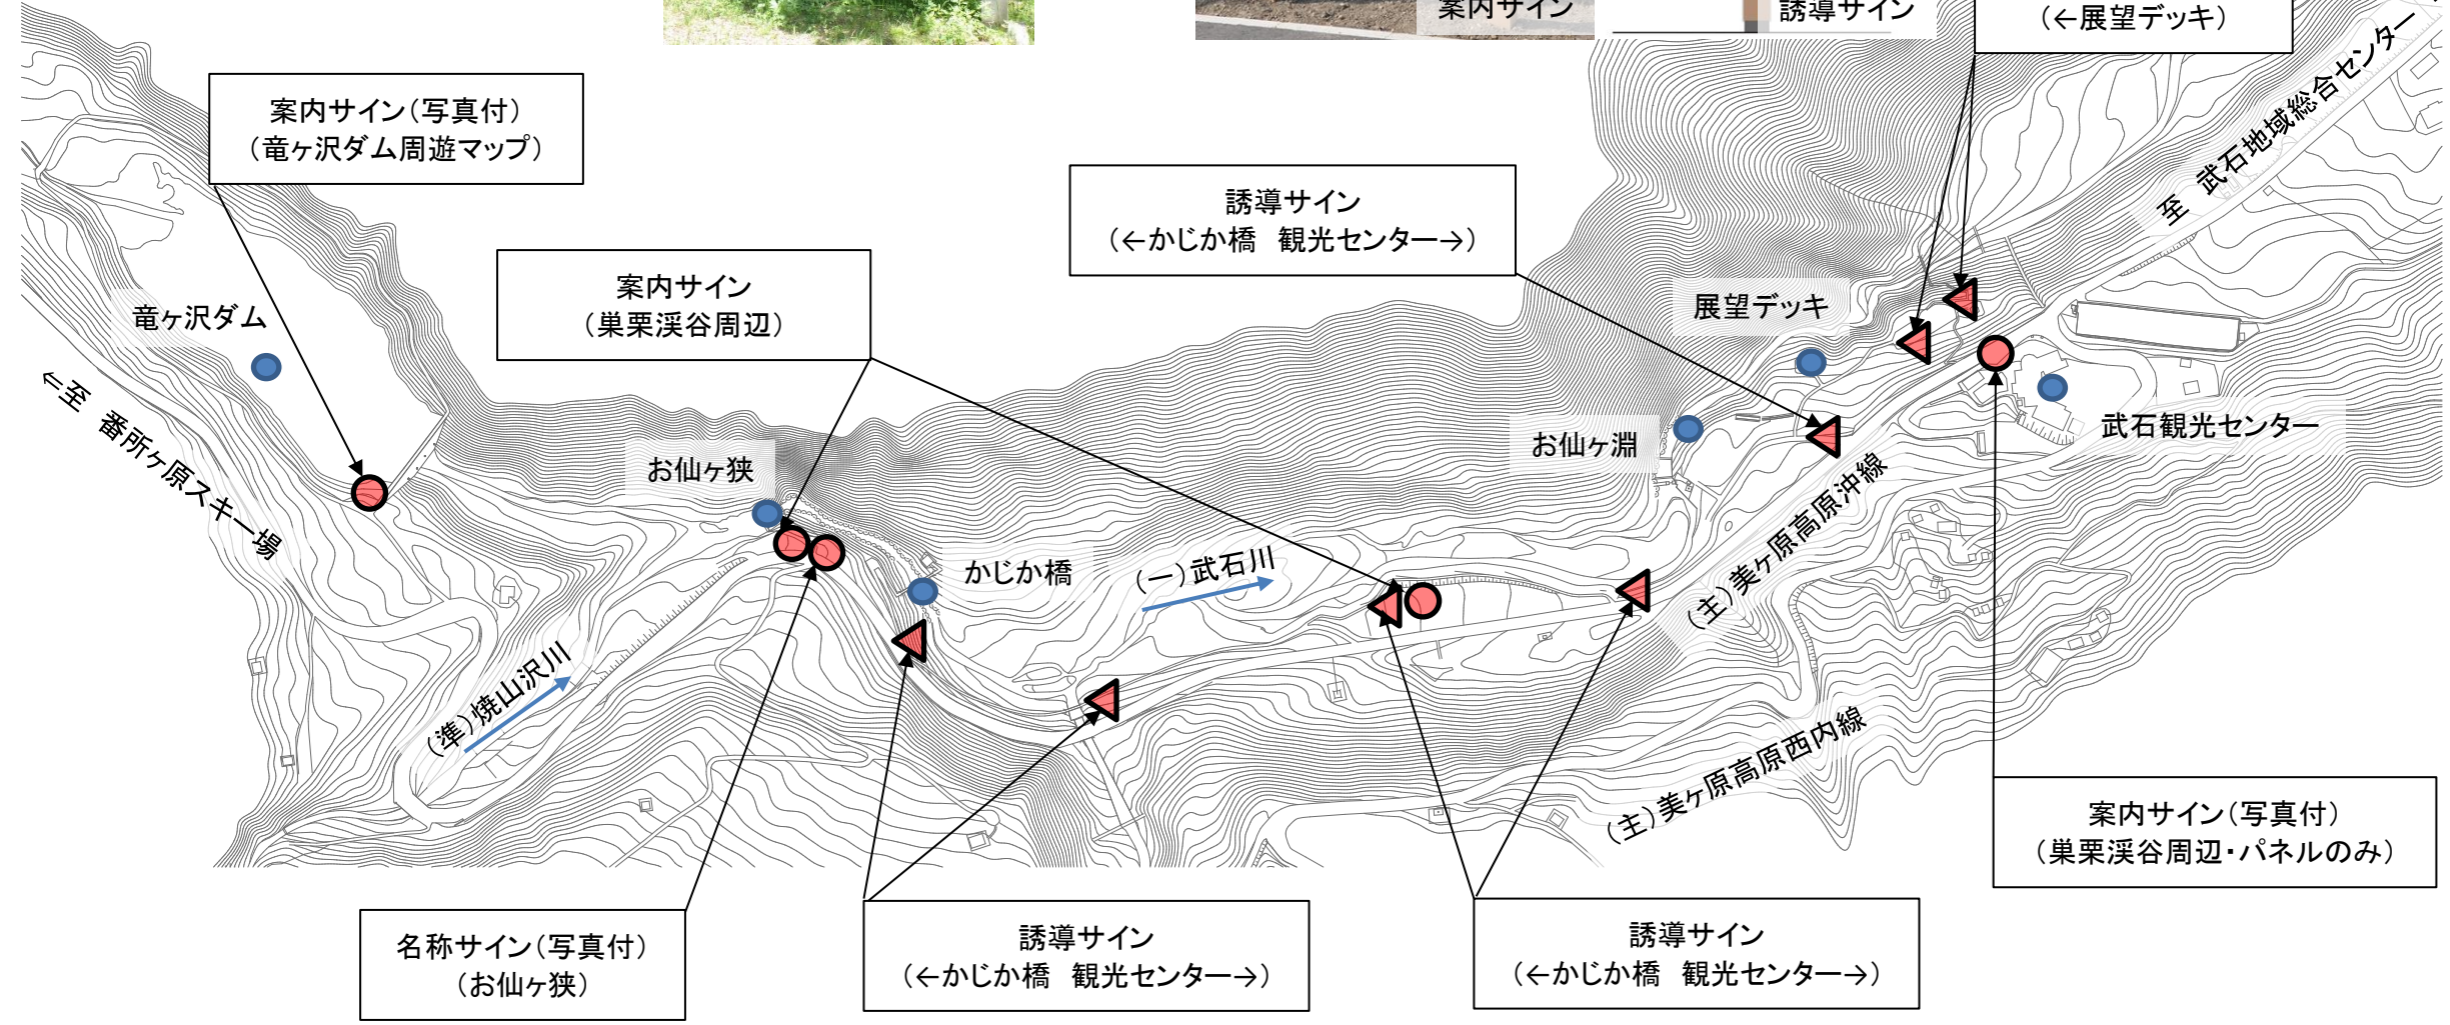 案内サイン
誘導サイン
(←展望デッキ)
案内サイン(写真付)
(竜ヶ沢ダム周遊マップ)
至 武石地域総合センター
誘導サイン
(←かじか橋 観光センター→)
案内サイン
(巣栗渓谷周辺)
竜ヶ沢ダム
展望デッキ
←至 番所ヶ原スキー場
お仙ヶ狭
お仙ヶ淵
武石観光センター
かじか橋
(一)武石川
(主)美ヶ原高原沖線
(準)焼山沢川
(主)美ヶ原高原西内線
案内サイン(写真付)
(巣栗渓谷周辺・パネルのみ)
名称サイン(写真付)
(お仙ヶ狭)
誘導サイン
(←かじか橋 観光センター→)
誘導サイン
(←かじか橋 観光センター→)